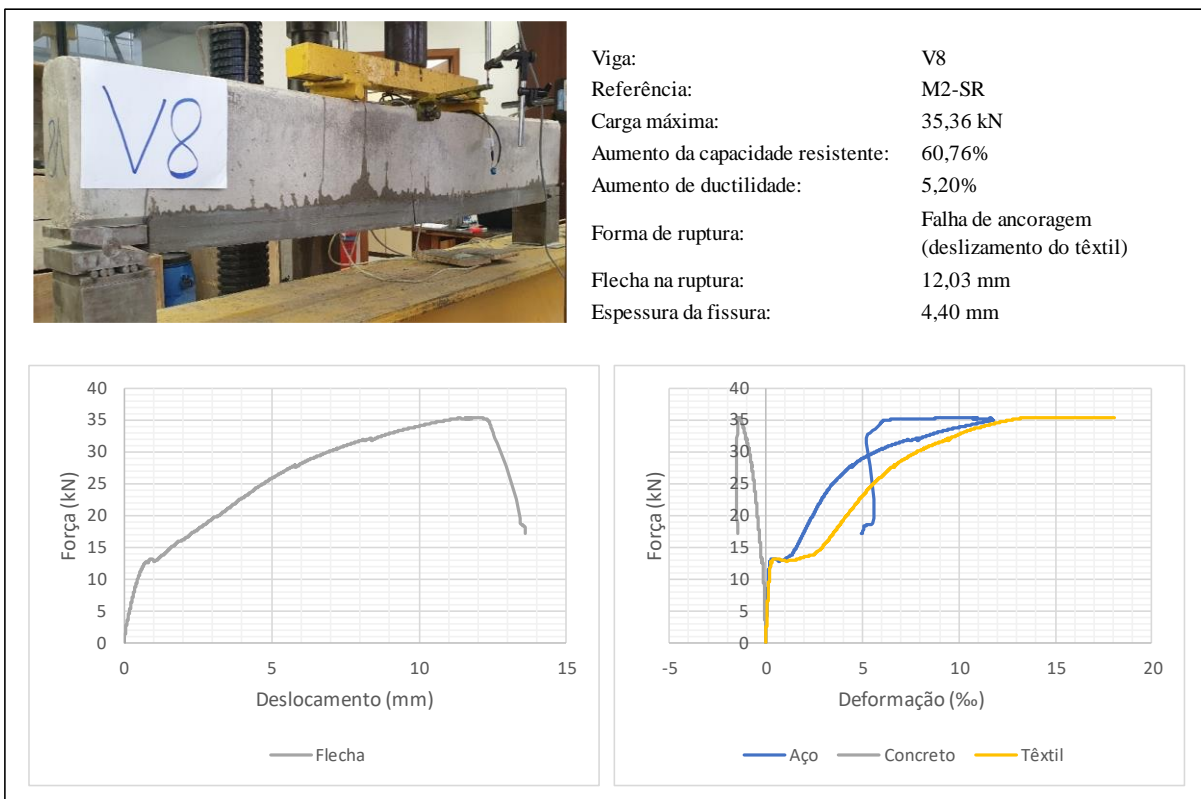 V8
Viga: V8
Referência: M2-SR
Carga máxima: 35,36 kN
Aumento da capacidade resistente: 60,76%
Aumento de ductilidade: 5,20%
Forma de ruptura: Falha de ancoragem
(deslizamento do têxtil)
Flecha na ruptura: 12,03 mm
Espessura da fissura: 4,40 mm
40
35
30
25
20
15
10
5
0
Força (kN)
0 5 10 15
Deslocamento (mm)
Flecha
40
35
30
25
20
15
10
5
0
Força (kN)
-5 0 5 10 15 20
Deformação (‰)
Aço Concreto Têxtil